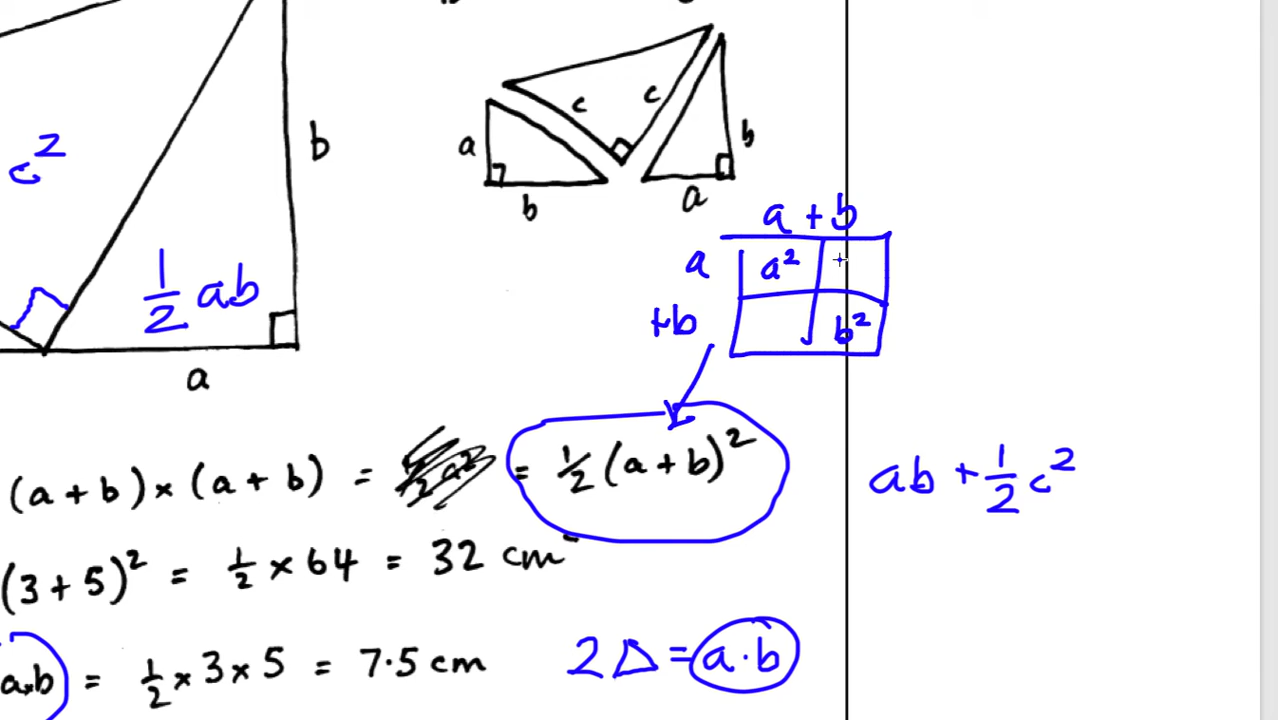 c²
b
½ ab
a
a
b
c
c
b
a
a + b
a
+b
a²
+
b²
(a + b) × (a + b) = = ½ (a + b)²
ab + ½ c²
(3 + 5)² = ½ × 64 = 32 cm
a×b = ½ × 3 × 5 = 7·5 cm
2 Δ = a · b